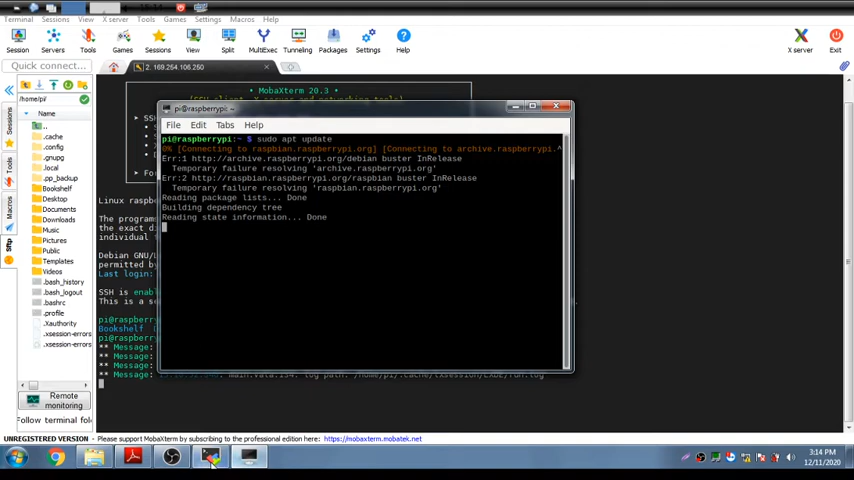 Terminal Sessions View X server Tools Games Settings Macros Help
Session Servers Tools Games Sessions View Split MultiExec Tunneling Packages Settings Help X server Exit
Quick connect...
2. 169.254.106.250
/home/pi/
Name
..
.cache
.config
.gnupg
.local
.pp_backup
Bookshelf
Desktop
Documents
Downloads
Music
Pictures
Public
Templates
Videos
.bash_history
.bash_logout
.bashrc
.profile
.Xauthority
.xsession-errors
.xsession-errors
Sessions
Tools
Macros
Sftp
Remote monitoring
Follow terminal fold
• MobaXterm 20.3 •
Linux rasp
The program
the exact di
individual f
Debian GNU/L
permitted by
Last login:
SSH is enabl
This is a se
pi@raspberry
Bookshelf
pi@raspberry
** Message:
** Message:
** Message:
** Message:
pi@raspberrypi: ~
File Edit Tabs Help
pi@raspberrypi:~ $ sudo apt update
0% [Connecting to raspbian.raspberrypi.org] [Connecting to archive.raspberrypi.^
Err:1 http://archive.raspberrypi.org/debian buster InRelease
Temporary failure resolving 'archive.raspberrypi.org'
Err:2 http://raspbian.raspberrypi.org/raspbian buster InRelease
Temporary failure resolving 'raspbian.raspberrypi.org'
Reading package lists... Done
Building dependency tree
Reading state information... Done
UNREGISTERED VERSION - Please support MobaXterm by subscribing to the professional edition here: https://mobaxterm.mobatek.net
3:14 PM
12/11/2020